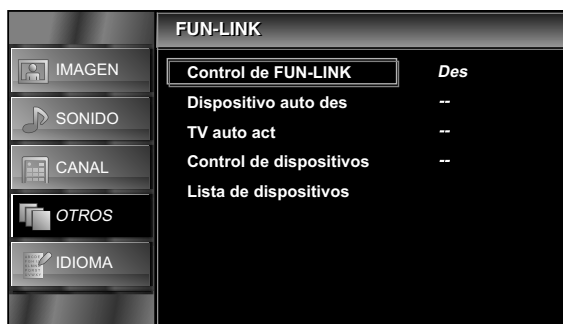 FUN-LINK
IMAGEN
SONIDO
CANAL
OTROS
IDIOMA
Control de FUN-LINK Des
Dispositivo auto des --
TV auto act --
Control de dispositivos --
Lista de dispositivos